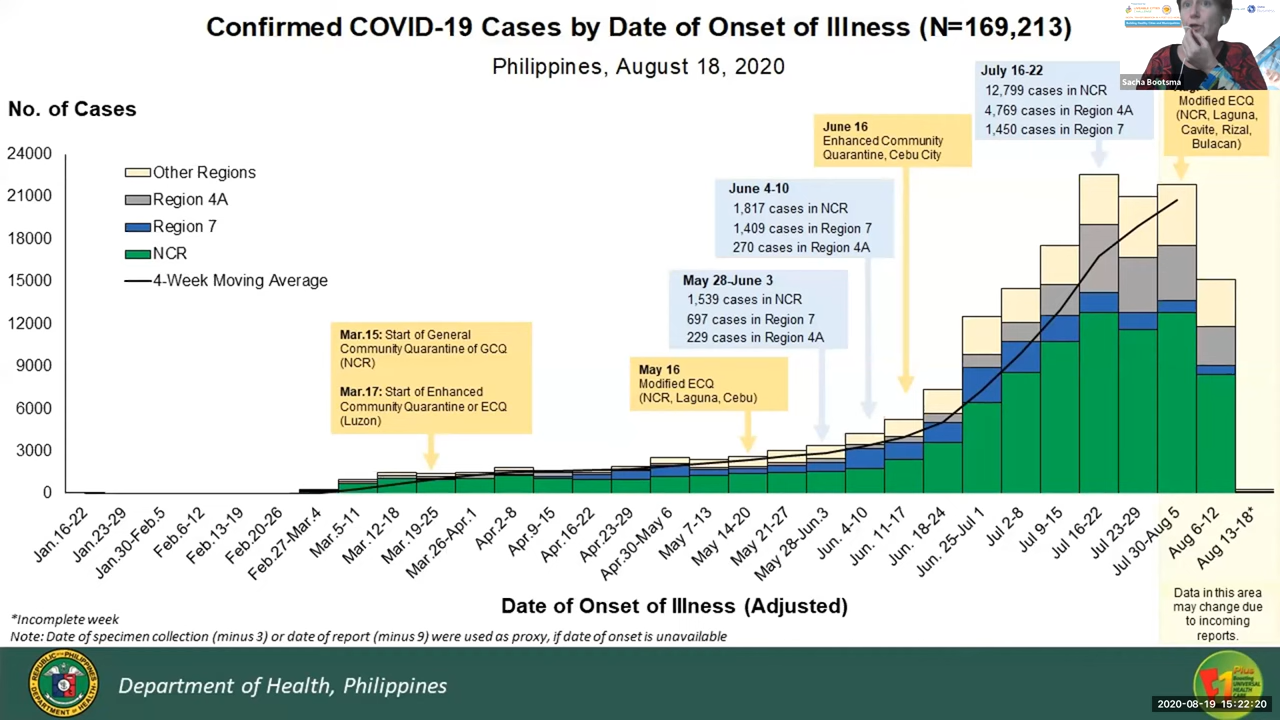 Confirmed COVID-19 Cases by Date of Onset of Illness (N=169,213)
Philippines, August 18, 2020
Sacha Bootsma
No. of Cases
24000
21000
18000
15000
12000
9000
6000
3000
0
Other Regions
Region 4A
Region 7
NCR
4-Week Moving Average
Mar.15: Start of General
Community Quarantine of GCQ
(NCR)
Mar.17: Start of Enhanced
Community Quarantine or ECQ
(Luzon)
May 16
Modified ECQ
(NCR, Laguna, Cebu)
May 28-June 3
1,539 cases in NCR
697 cases in Region 7
229 cases in Region 4A
June 4-10
1,817 cases in NCR
1,409 cases in Region 7
270 cases in Region 4A
June 16
Enhanced Community
Quarantine, Cebu City
July 16-22
12,799 cases in NCR
4,769 cases in Region 4A
1,450 cases in Region 7
Modified ECQ
(NCR, Laguna,
Cavite, Rizal,
Bulacan)
Jan.16-22
Jan.23-29
Jan.30-Feb.5
Feb.6-12
Feb.13-19
Feb.20-26
Feb.27-Mar.4
Mar.5-11
Mar.12-18
Mar.19-25
Mar.26-Apr.1
Apr.2-8
Apr.9-15
Apr.16-22
Apr.23-29
Apr.30-May 6
May 7-13
May 14-20
May 21-27
May 28-Jun.3
Jun. 4-10
Jun. 11-17
Jun. 18-24
Jun. 25-Jul 1
Jul 2-8
Jul 9-15
Jul 16-22
Jul 23-29
Jul 30-Aug 5
Aug 6-12
Aug 13-18*
Date of Onset of Illness (Adjusted)
Data in this area
may change due
to incoming
reports.
*Incomplete week
Note: Date of specimen collection (minus 3) or date of report (minus 9) were used as proxy, if date of onset is unavailable
Department of Health, Philippines
Plus
Boosting
UNIVERSAL
HEALTH
CARE
2020-08-19 15:22:20